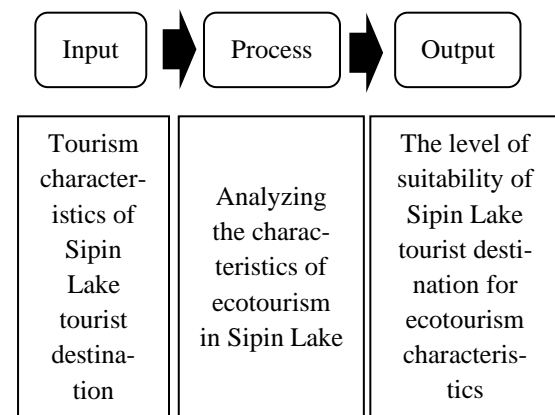 Input
Process
Output
Tourism
character-
istics of
Sipin
Lake
tourist
destina-
tion
Analyzing
the charac-
teristics of
ecotourism
in Sipin Lake
The level of
suitability of
Sipin Lake
tourist desti-
nation for
ecotourism
characteris-
tics